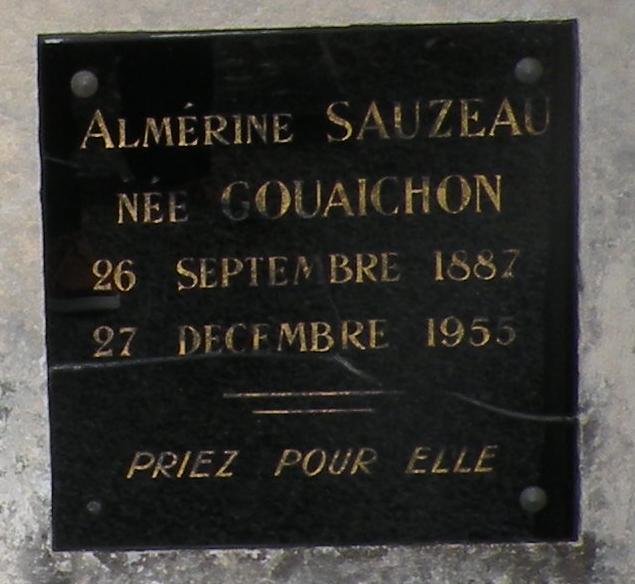 ALMÉRINE SAUZEAU
NÉE GOUAICHON
26 SEPTEMBRE 1887
27 DECEMBRE 1955
PRIEZ POUR ELLE